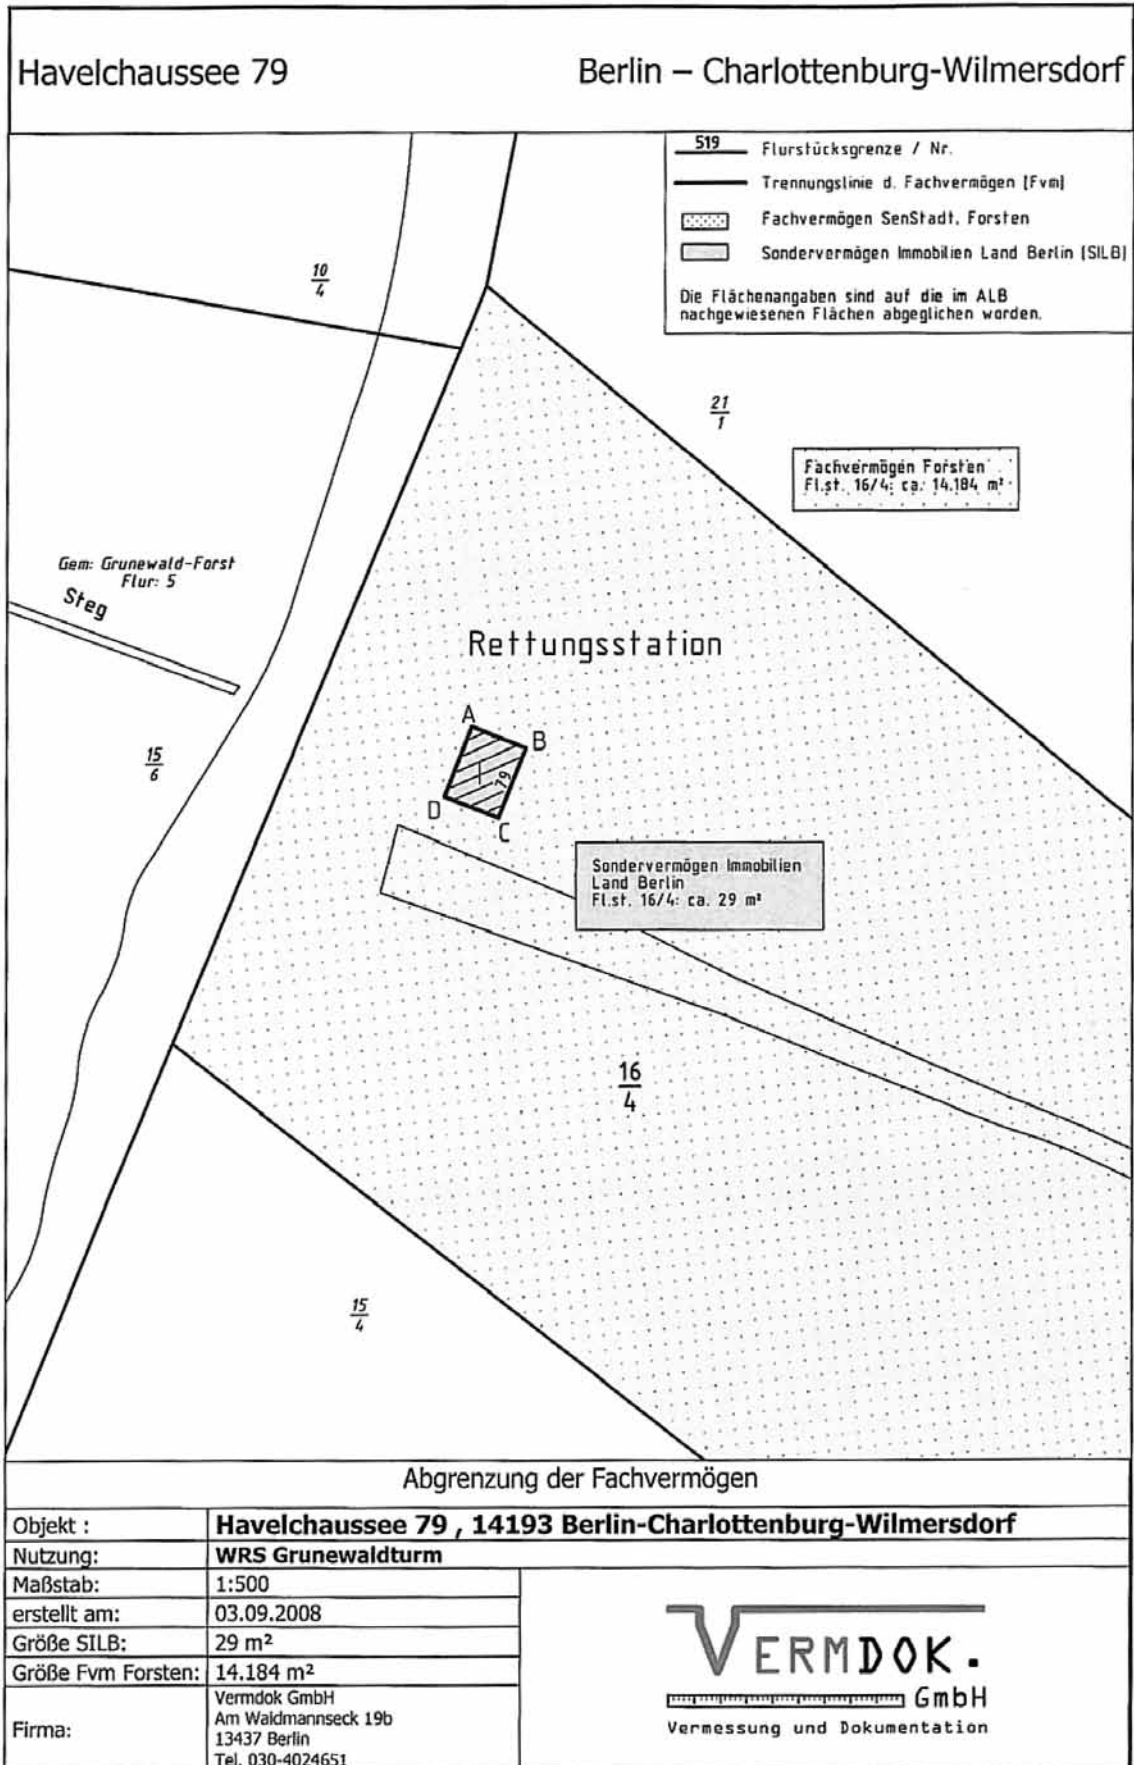 Havelchaussee 79
Berlin – Charlottenburg-Wilmersdorf
519 Flurstücksgrenze / Nr.
Trennungslinie d. Fachvermögen (Fvm)
Fachvermögen SenStadt, Forsten
Sondervermögen Immobilien Land Berlin (SILB)
Die Flächenangaben sind auf die im ALB
nachgewiesenen Flächen abgeglichen worden.
10
4
21
1
Fachvermögen Forsten
Fl.st. 16/4: ca. 14.184 m²
Gem: Grunewald-Forst
Flur: 5
Steg
Rettungsstation
A
B
15
6
I
79
D
C
Sondervermögen Immobilien
Land Berlin
Fl.st. 16/4: ca. 29 m²
16
4
15
4
Abgrenzung der Fachvermögen
Objekt : Havelchaussee 79 , 14193 Berlin-Charlottenburg-Wilmersdorf
Nutzung: WRS Grunewaldturm
Maßstab: 1:500
erstellt am: 03.09.2008
Größe SILB: 29 m²
Größe Fvm Forsten: 14.184 m²
Firma:
Vermdok GmbH
Am Waidmannseck 19b
13437 Berlin
Tel. 030-4024651
VERMDOK.
GmbH
Vermessung und Dokumentation